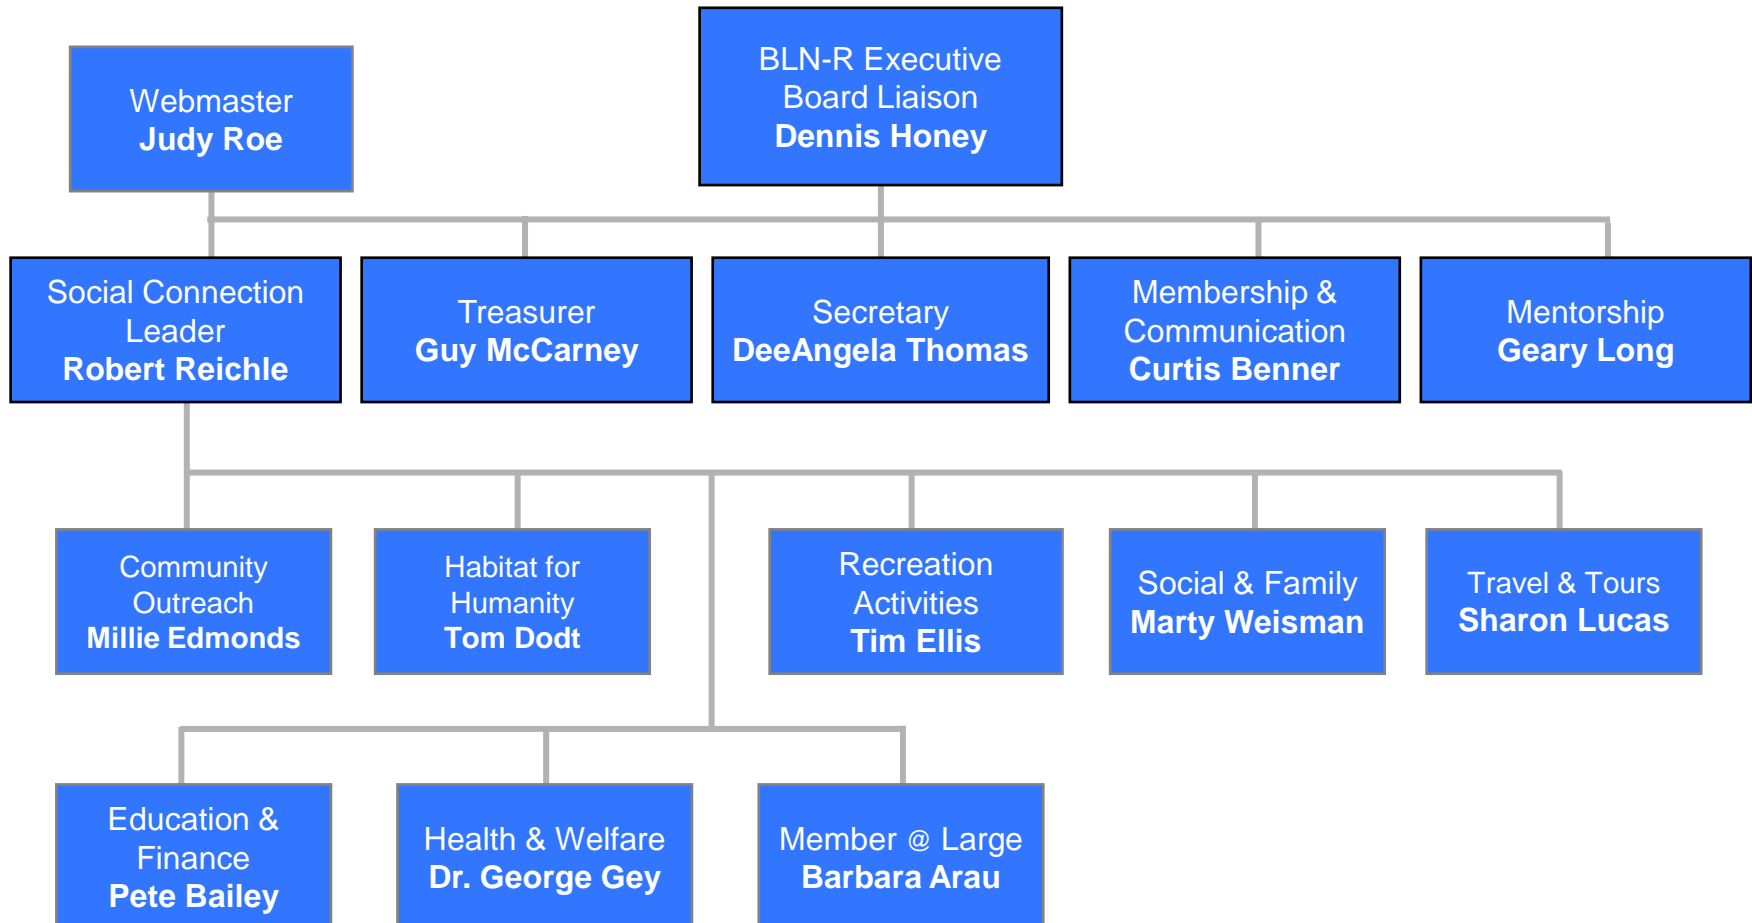 Webmaster
Judy Roe
BLN-R Executive
Board Liaison
Dennis Honey
Social Connection
Leader
Robert Reichle
Treasurer
Guy McCarney
Secretary
DeeAngela Thomas
Membership &
Communication
Curtis Benner
Mentorship
Geary Long
Community
Outreach
Millie Edmonds
Habitat for
Humanity
Tom Dodt
Recreation
Activities
Tim Ellis
Social & Family
Marty Weisman
Travel & Tours
Sharon Lucas
Education &
Finance
Pete Bailey
Health & Welfare
Dr. George Gey
Member @ Large
Barbara Arau